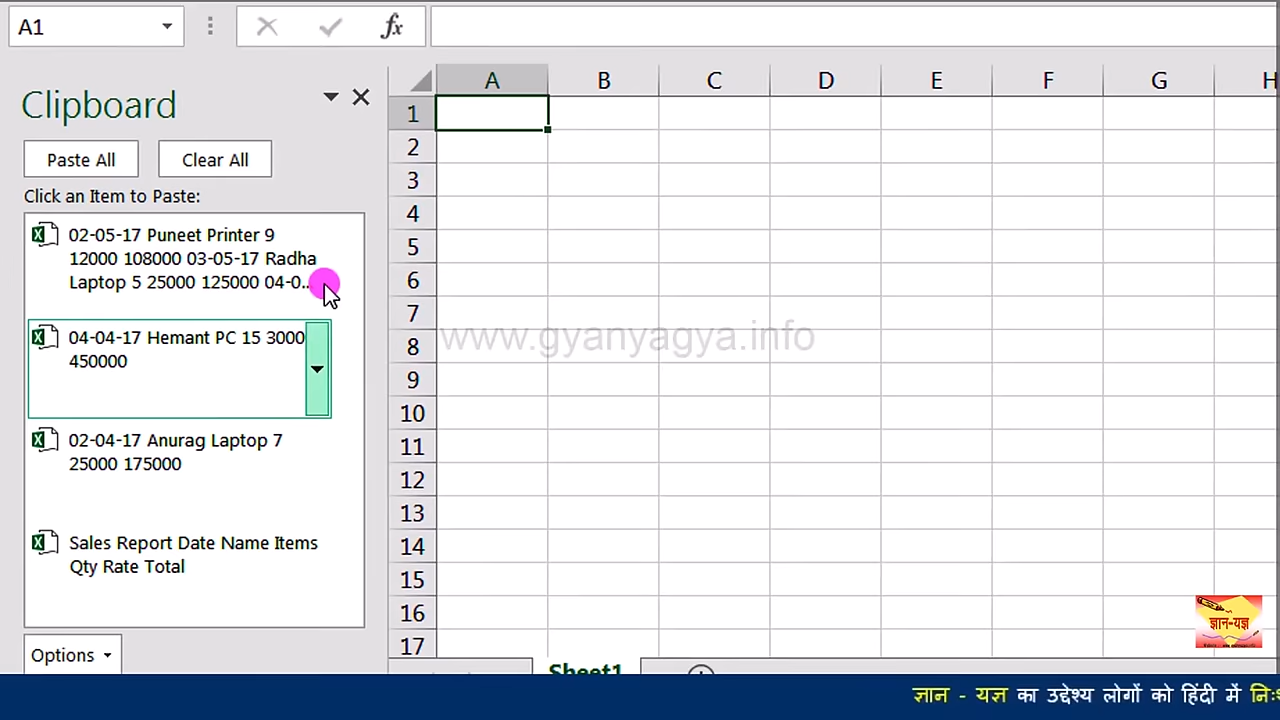 A1
fx
Clipboard
Paste All
Clear All
Click an Item to Paste:
02-05-17 Puneet Printer 9
12000 108000 03-05-17 Radha
Laptop 5 25000 125000 04-0...
04-04-17 Hemant PC 15 3000
450000
02-04-17 Anurag Laptop 7
25000 175000
Sales Report Date Name Items
Qty Rate Total
Options
A B C D E F G H
1
2
3
4
5
6
7
8
9
10
11
12
13
14
15
16
17
www.gyanyagya.info
Sheet1
ज्ञान-यज्ञ
ज्ञान - यज्ञ का उद्देश्य लोगों को हिंदी में